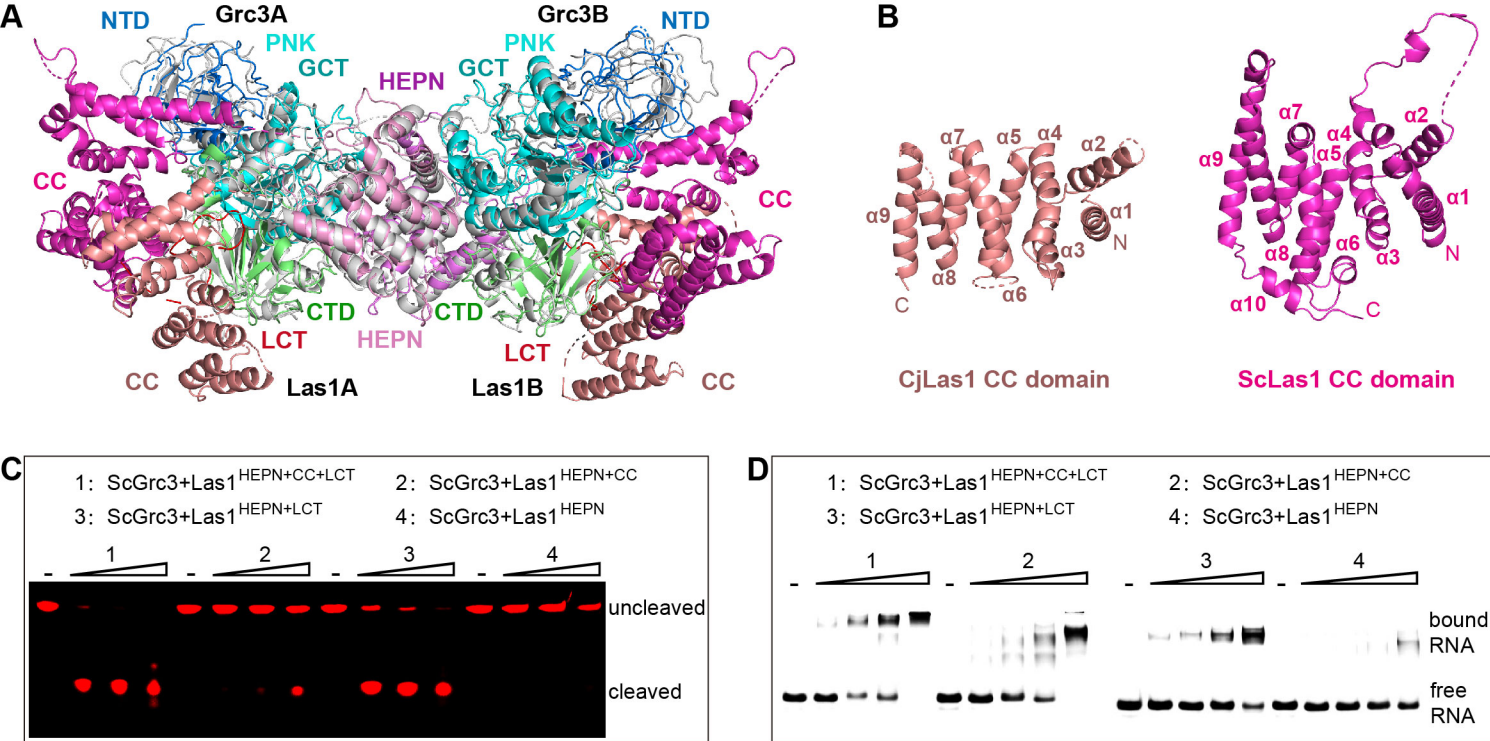 A
NTD Grc3A Grc3B NTD
PNK PNK
GCT HEPN GCT
CC CC
CTD HEPN CTD
LCT LCT
CC Las1A Las1B CC
B
α7 α5 α4 α2
α9 α1
N
α3
α8 α6
C
CjLas1 CC domain
α7 α4 α2
α9 α5
α1
α6 N
α8 α3
α10 C
ScLas1 CC domain
C
1: ScGrc3+Las1HEPN+CC+LCT 2: ScGrc3+Las1HEPN+CC
3: ScGrc3+Las1HEPN+LCT 4: ScGrc3+Las1HEPN
1 2 3 4
- - - -
uncleaved
cleaved
D
1: ScGrc3+Las1HEPN+CC+LCT 2: ScGrc3+Las1HEPN+CC
3: ScGrc3+Las1HEPN+LCT 4: ScGrc3+Las1HEPN
1 2 3 4
- - - -
bound
RNA
free
RNA